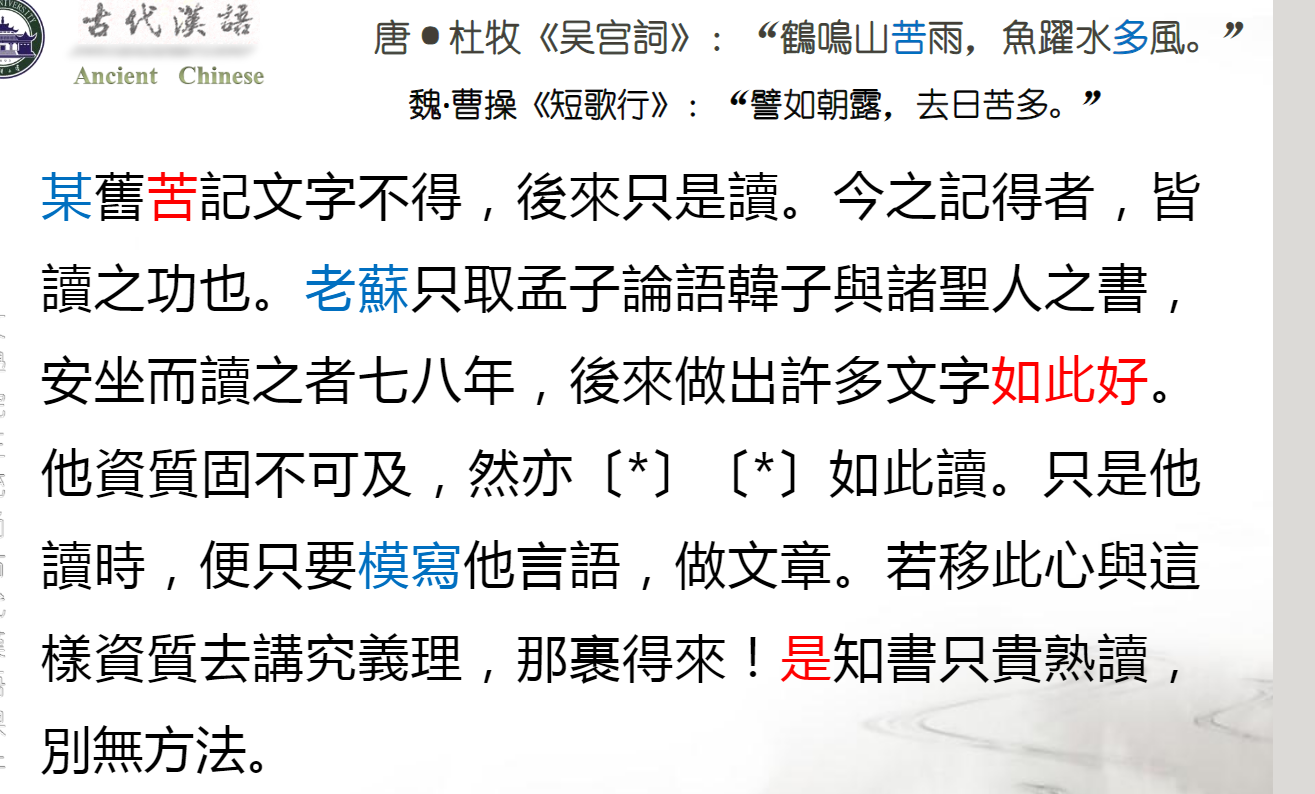 古代漢語
Ancient Chinese
唐●杜牧《吴宫詞》：“鶴鳴山苦雨，魚躍水多風。”
魏·曹操《短歌行》：“譬如朝露，去日苦多。”
某舊苦記文字不得，後來只是讀。今之記得者，皆
讀之功也。老蘇只取孟子論語韓子與諸聖人之書，
安坐而讀之者七八年，後來做出許多文字如此好。
他資質固不可及，然亦〔*〕〔*〕如此讀。只是他
讀時，便只要模寫他言語，做文章。若移此心與這
樣資質去講究義理，那裏得來！是知書只貴熟讀，
別無方法。